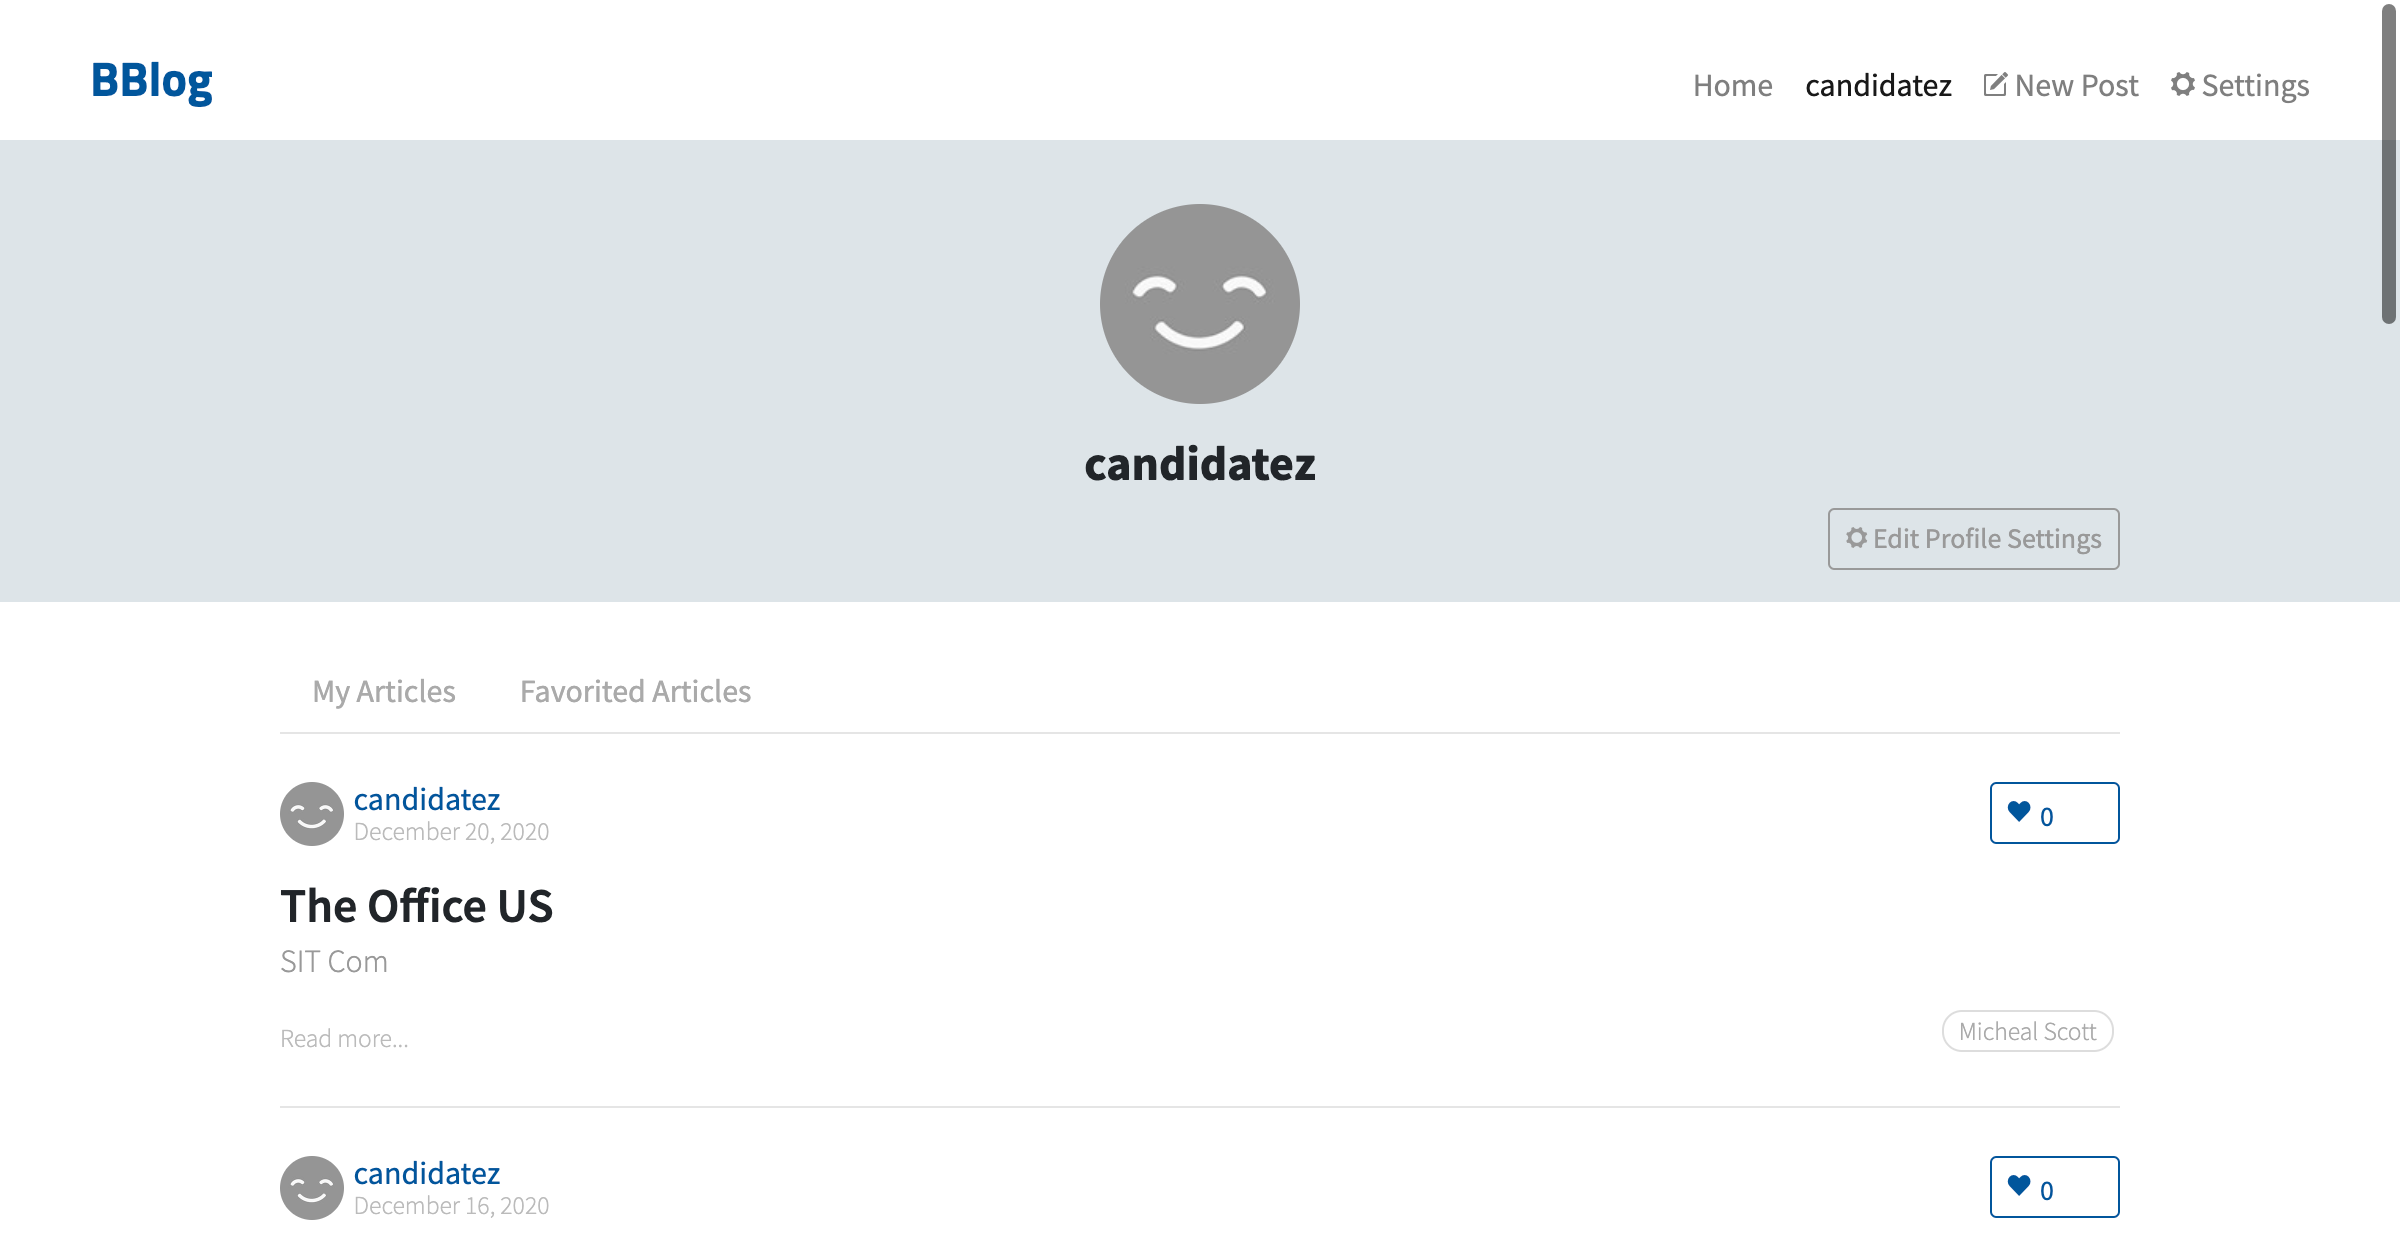 BBlog
Home candidatez New Post Settings
candidatez
Edit Profile Settings
My Articles Favorited Articles
candidatez
December 20, 2020
0
The Office US
SIT Com
Read more...
Micheal Scott
candidatez
December 16, 2020
0